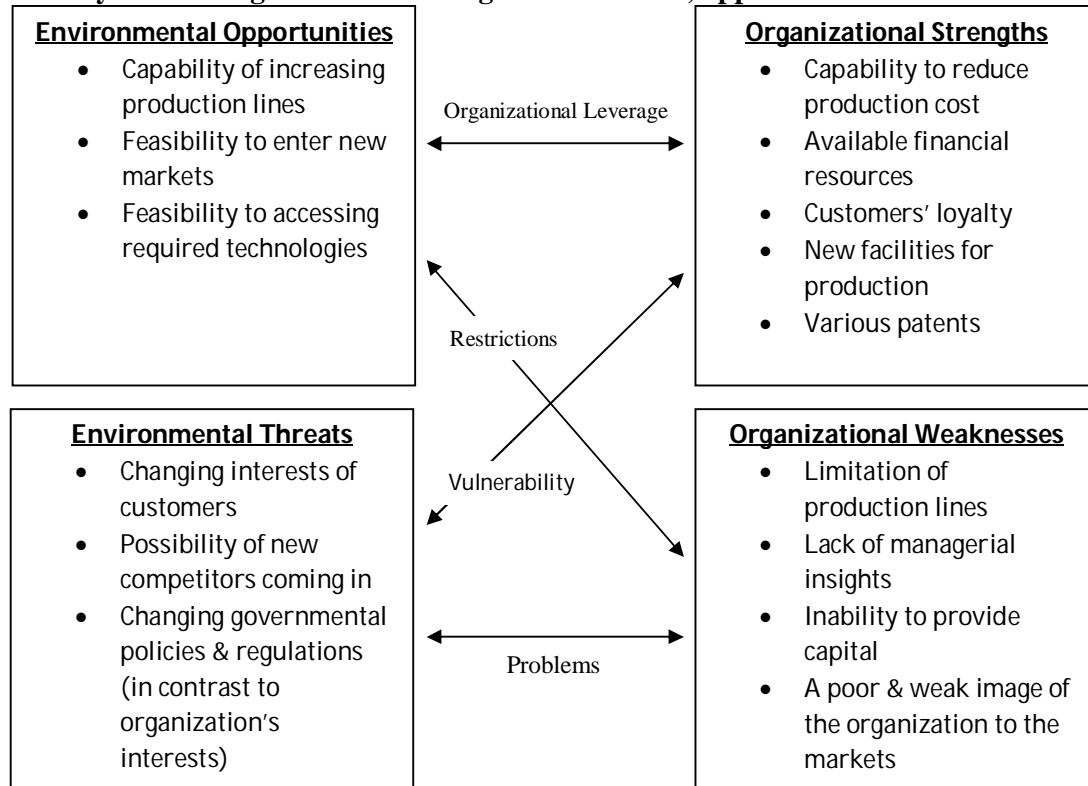 Environmental Opportunities
• Capability of increasing
production lines
• Feasibility to enter new
markets
• Feasibility to accessing
required technologies
Organizational Leverage
Organizational Strengths
• Capability to reduce
production cost
• Available financial
resources
• Customers' loyalty
• New facilities for
production
• Various patents
Restrictions
Vulnerability
Environmental Threats
• Changing interests of
customers
• Possibility of new
competitors coming in
• Changing governmental
policies & regulations
(in contrast to
organization's
interests)
Problems
Organizational Weaknesses
• Limitation of
production lines
• Lack of managerial
insights
• Inability to provide
capital
• A poor & weak image of
the organization to the
markets